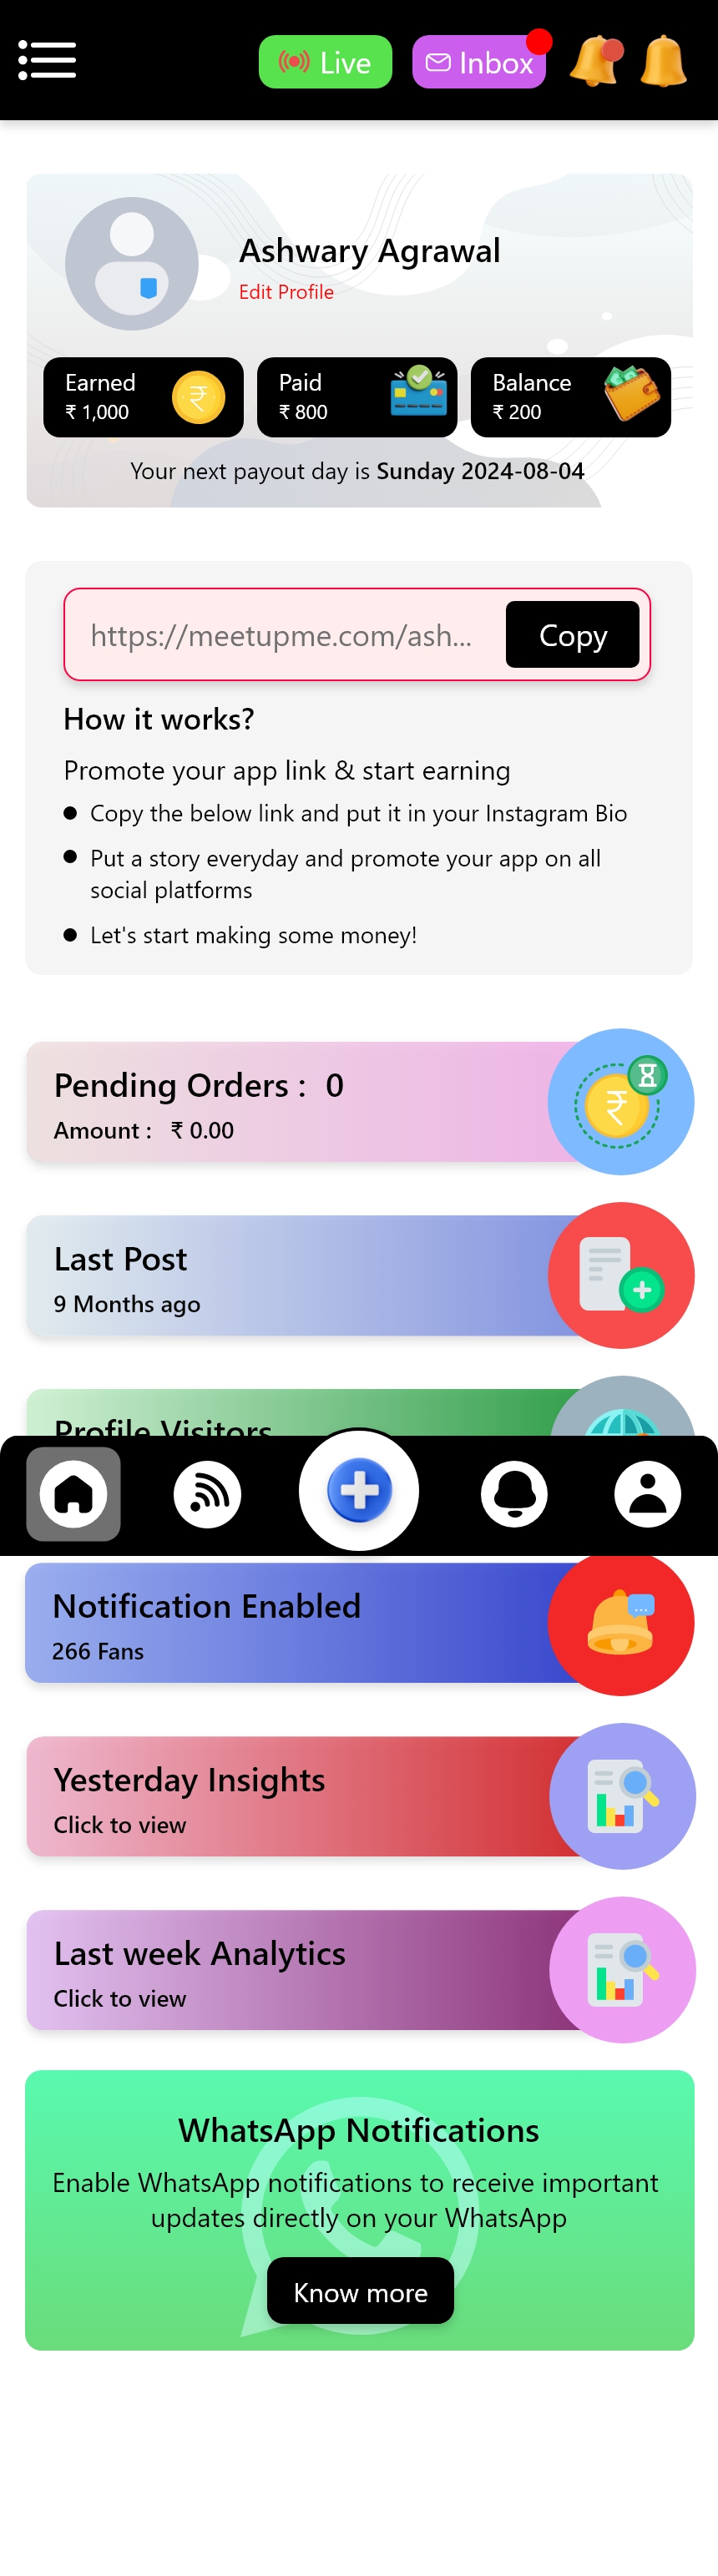 Live
Inbox
Ashwary Agrawal
Edit Profile
Earned
₹ 1,000
Paid
₹ 800
Balance
₹ 200
Your next payout day is Sunday 2024-08-04
https://meetupme.com/ash...
Copy
How it works?
Promote your app link & start earning
Copy the below link and put it in your Instagram Bio
Put a story everyday and promote your app on all
social platforms
Let's start making some money!
Pending Orders : 0
Amount : ₹ 0.00
Last Post
9 Months ago
Profile Visitors
Notification Enabled
266 Fans
Yesterday Insights
Click to view
Last week Analytics
Click to view
WhatsApp Notifications
Enable WhatsApp notifications to receive important
updates directly on your WhatsApp
Know more